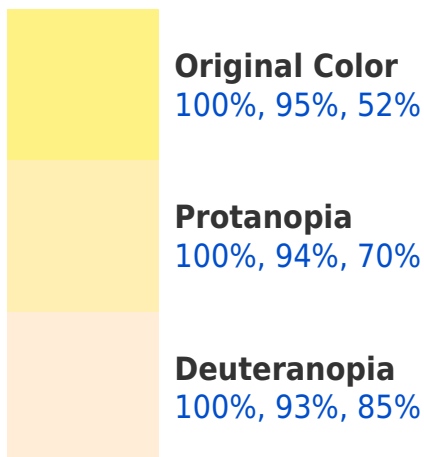 Original Color
100%, 95%, 52%
Protanopia
100%, 94%, 70%
Deuteranopia
100%, 93%, 85%